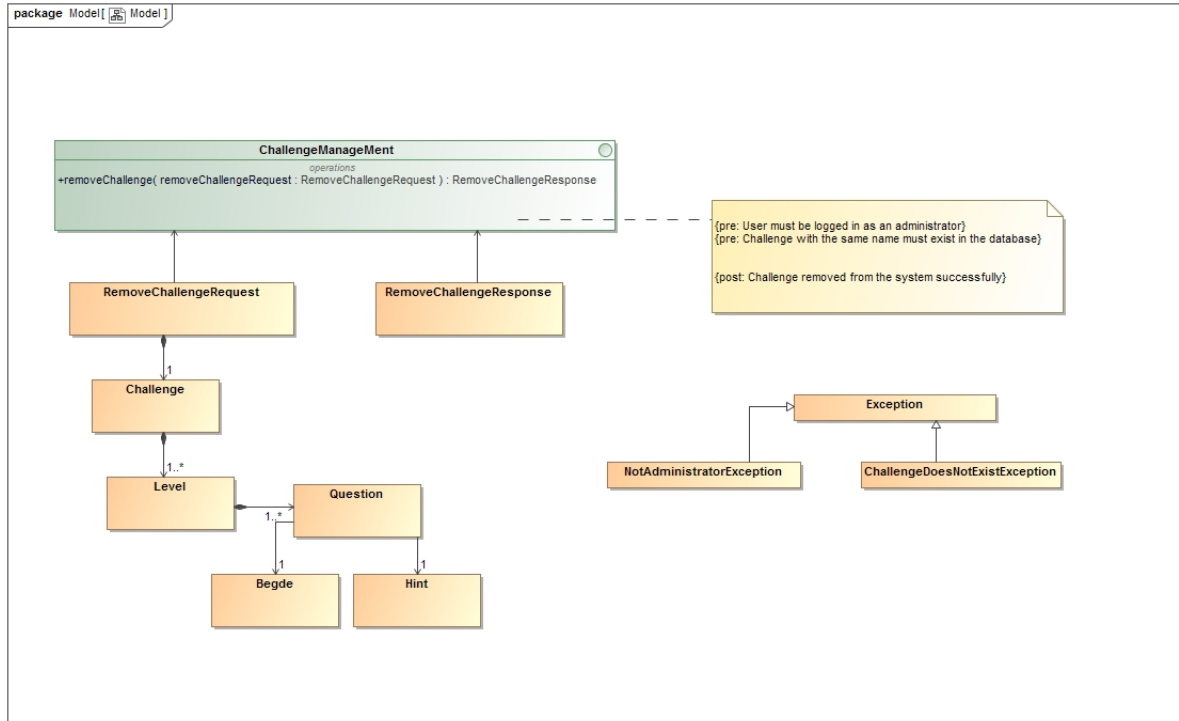 package Model[ Model ]
ChallengeManageMent
operations
+removeChallenge( removeChallengeRequest : RemoveChallengeRequest ) : RemoveChallengeResponse
{pre: User must be logged in as an administrator}
{pre: Challenge with the same name must exist in the database}
{post: Challenge removed from the system successfully}
RemoveChallengeRequest
RemoveChallengeResponse
1
Challenge
Exception
1..*
NotAdministratorException
ChallengeDoesNotExistException
Level
Question
1..*
1
1
Begde
Hint